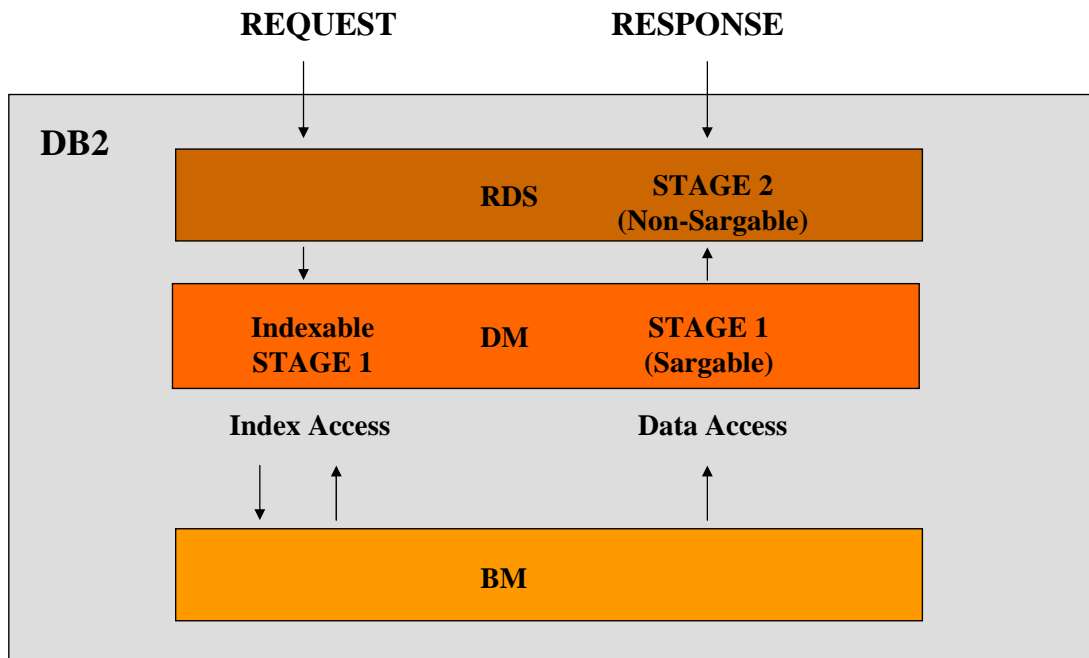 REQUEST
RESPONSE
DB2
RDS
STAGE 2
(Non-Sargable)
Indexable
STAGE 1
DM
STAGE 1
(Sargable)
Index Access
Data Access
BM